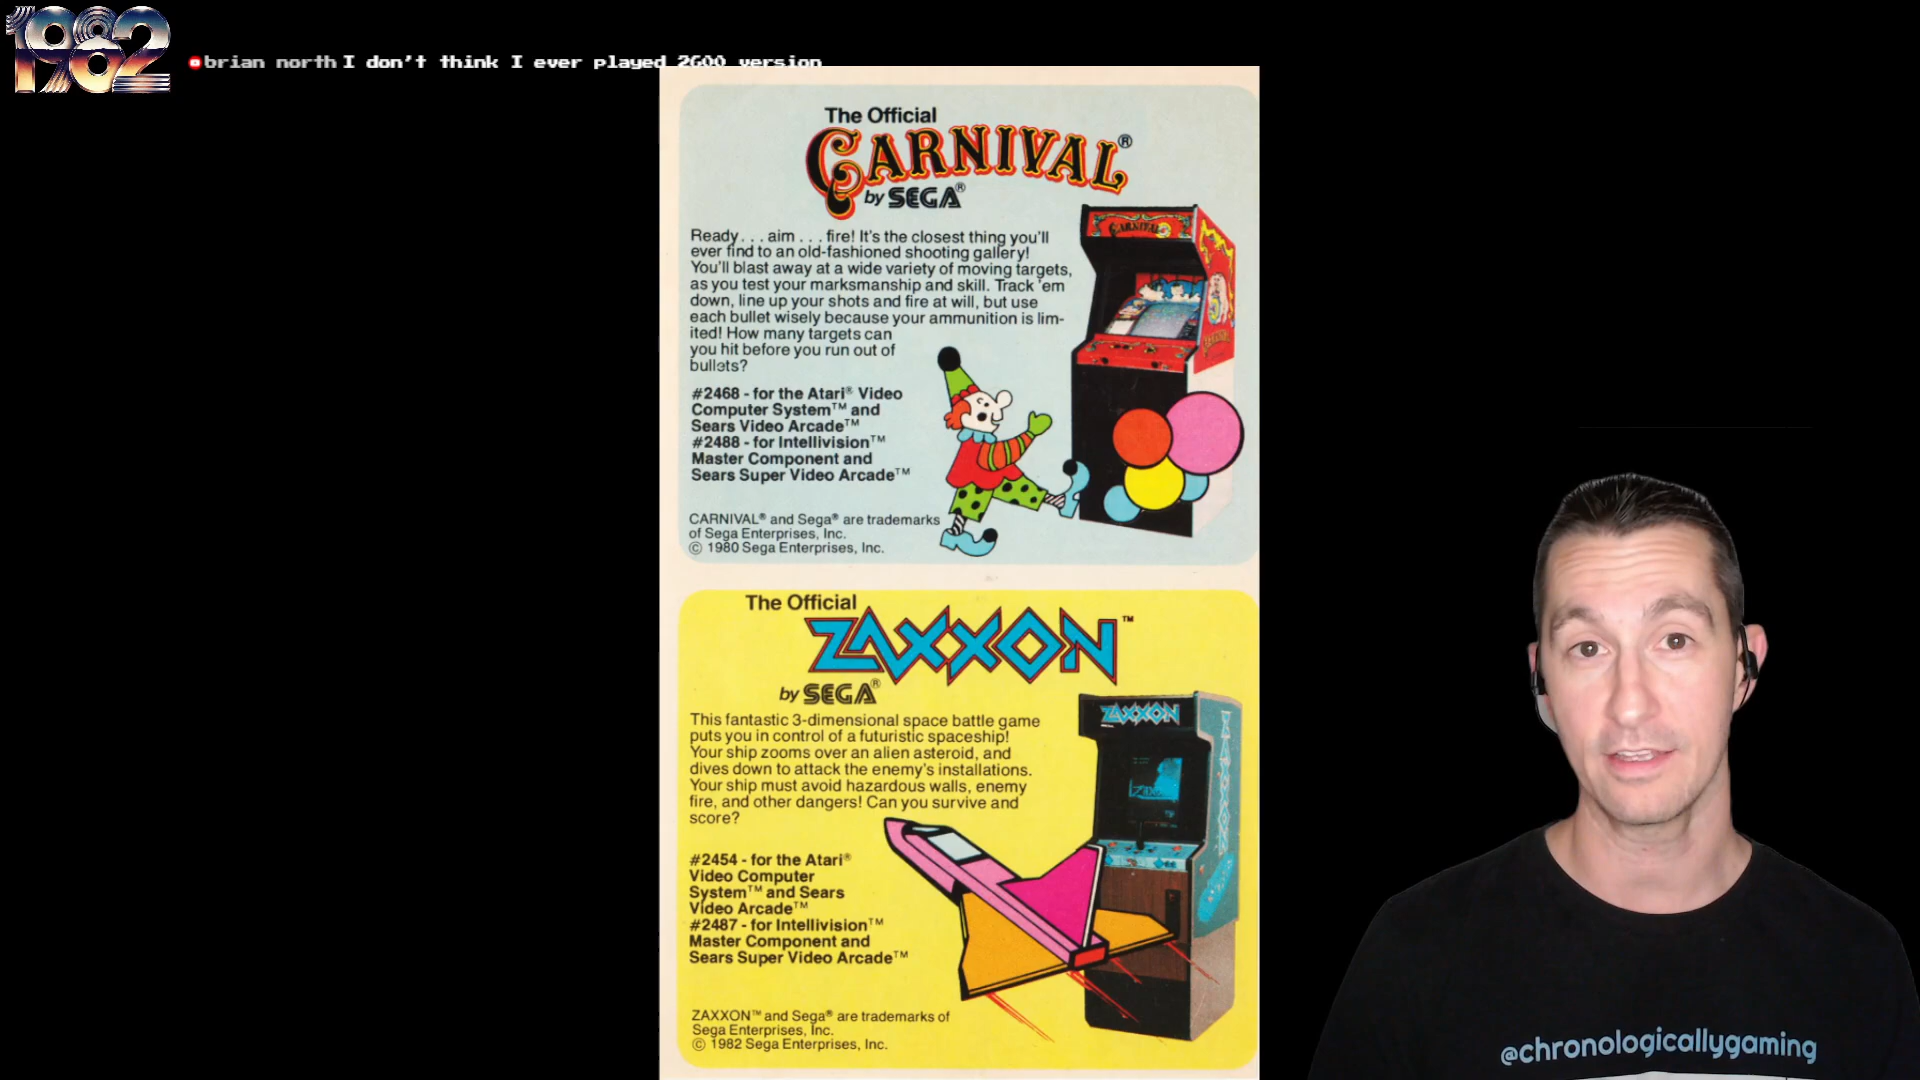 1982
brian north I don't think I ever played 2600 version
The Official
CARNIVAL®
by SEGA®
CARNIVAL
Ready . . . aim . . . fire! It's the closest thing you'll
ever find to an old-fashioned shooting gallery!
You'll blast away at a wide variety of moving targets,
as you test your marksmanship and skill. Track 'em
down, line up your shots and fire at will, but use
each bullet wisely because your ammunition is lim-
ited! How many targets can
you hit before you run out of
bullets?
#2468 - for the Atari® Video
Computer System™ and
Sears Video Arcade™
#2488 - for Intellivision™
Master Component and
Sears Super Video Arcade™
CARNIVAL® and Sega® are trademarks
of Sega Enterprises, Inc.
© 1980 Sega Enterprises, Inc.
The Official
ZAXXON™
by SEGA®
ZAXXON
ZAXXON
This fantastic 3-dimensional space battle game
puts you in control of a futuristic spaceship!
Your ship zooms over an alien asteroid, and
dives down to attack the enemy's installations.
Your ship must avoid hazardous walls, enemy
fire, and other dangers! Can you survive and
score?
#2454 - for the Atari®
Video Computer
System™ and Sears
Video Arcade™
#2487 - for Intellivision™
Master Component and
Sears Super Video Arcade™
ZAXXON™ and Sega® are trademarks of
Sega Enterprises, Inc.
© 1982 Sega Enterprises, Inc.
@chronologicallygaming